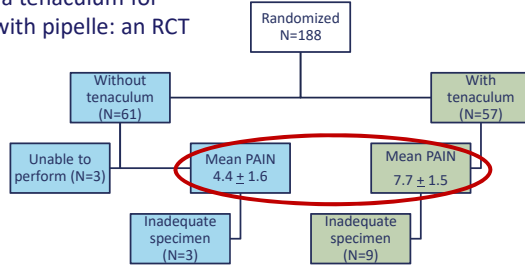 a tenaculum for
with pipelle: an RCT
Randomized
N=188
Without
tenaculum
(N=61)
With
tenaculum
(N=57)
Unable to
perform (N=3)
Mean PAIN
4.4 + 1.6
Mean PAIN
7.7 + 1.5
Inadequate
specimen
(N=3)
Inadequate
specimen
(N=9)